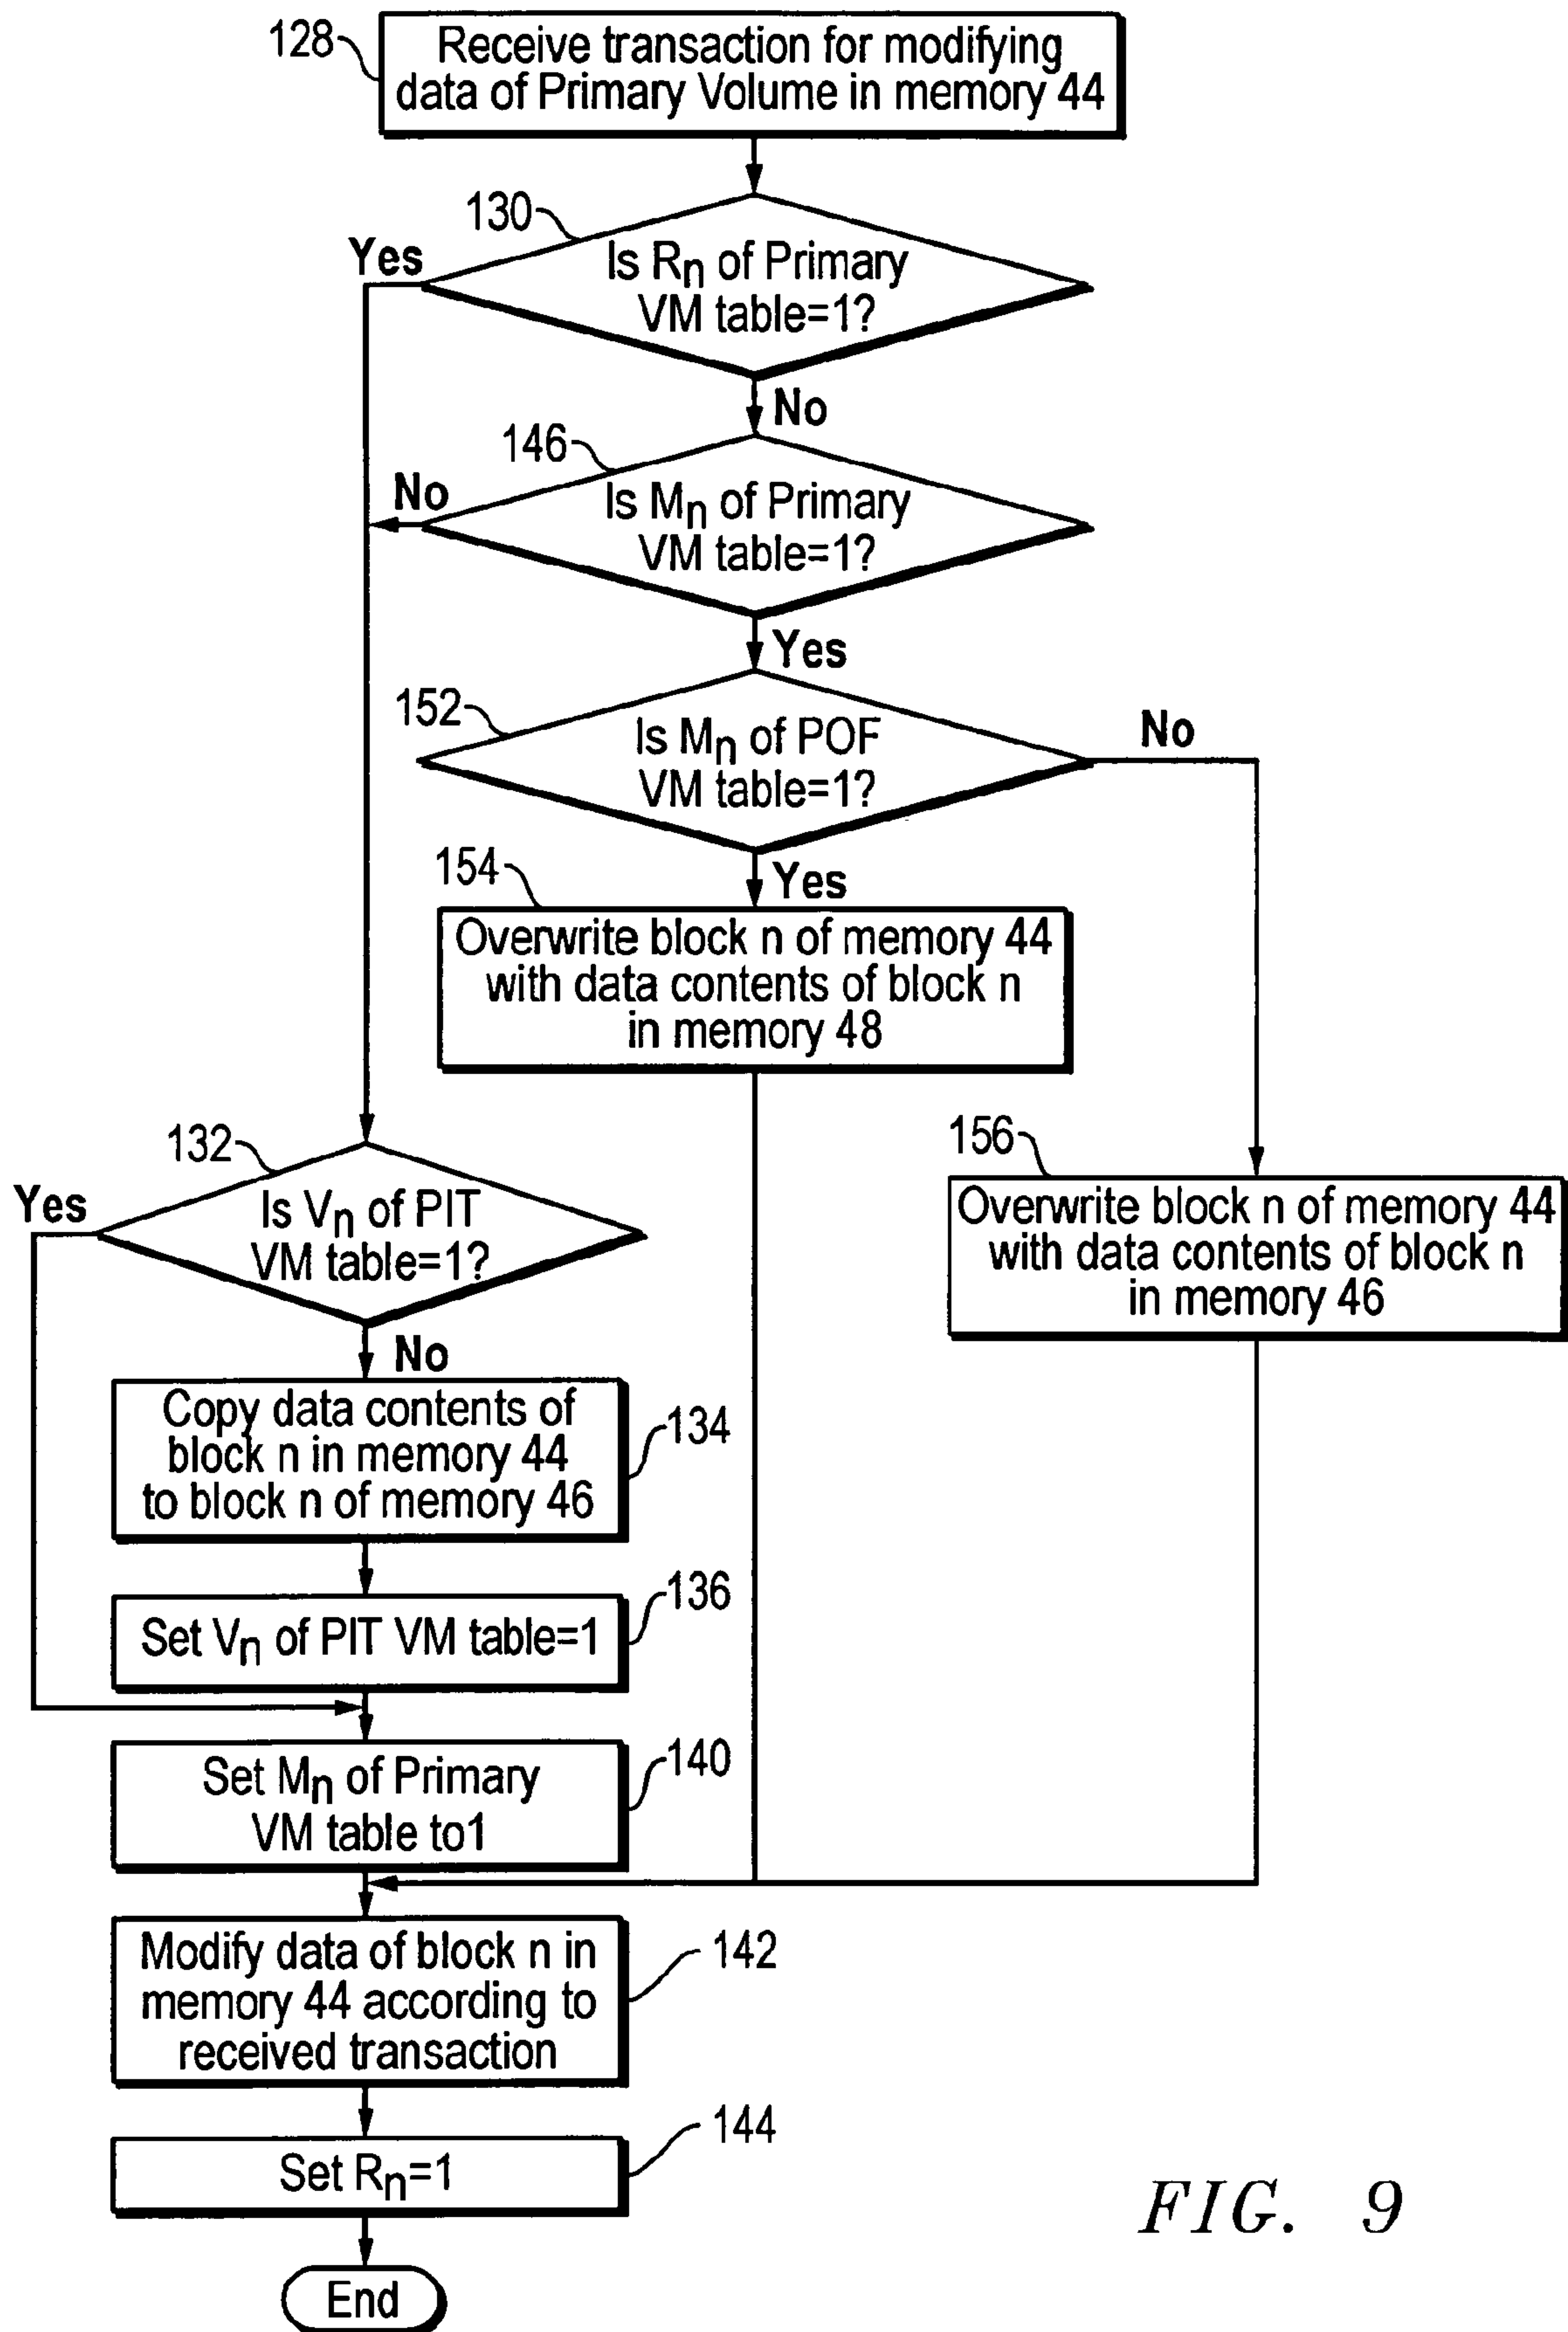 128
Receive transaction for modifying
data of Primary Volume in memory 44
130
Yes
Is Rn of Primary
VM table=1?
No
146
No
Is Mn of Primary
VM table=1?
Yes
152
Is Mn of POF
VM table=1?
No
154
Yes
Overwrite block n of memory 44
with data contents of block n
in memory 48
132
Yes
Is Vn of PIT
VM table=1?
156
Overwrite block n of memory 44
with data contents of block n
in memory 46
No
Copy data contents of
block n in memory 44
to block n of memory 46
134
Set Vn of PIT VM table=1
136
Set Mn of Primary
VM table to1
140
Modify data of block n in
memory 44 according to
received transaction
142
Set Rn=1
144
End
FIG. 9